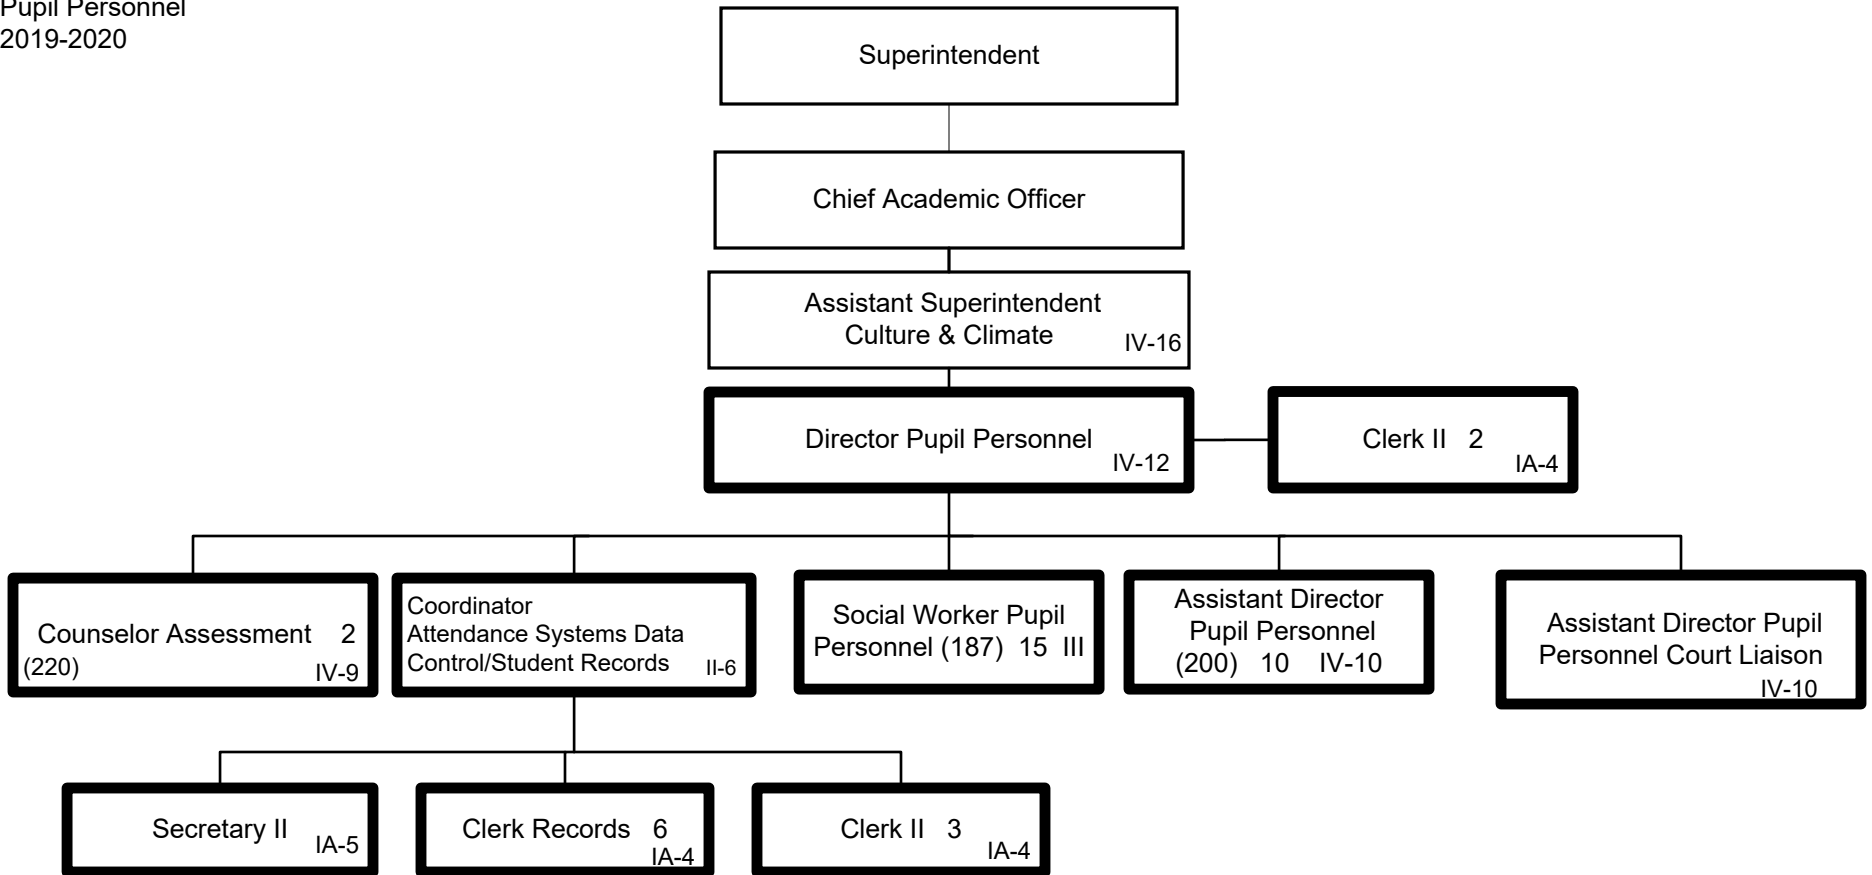 Pupil Personnel
2019-2020
Superintendent
Chief Academic Officer
Assistant Superintendent
Culture & Climate
IV-16
Director Pupil Personnel
IV-12
Clerk II 2
IA-4
Counselor Assessment 2
(220)
IV-9
Coordinator
Attendance Systems Data
Control/Student Records II-6
Social Worker Pupil
Personnel (187) 15 III
Assistant Director
Pupil Personnel
(200) 10 IV-10
Assistant Director Pupil
Personnel Court Liaison
IV-10
Secretary II
IA-5
Clerk Records 6
IA-4
Clerk II 3
IA-4